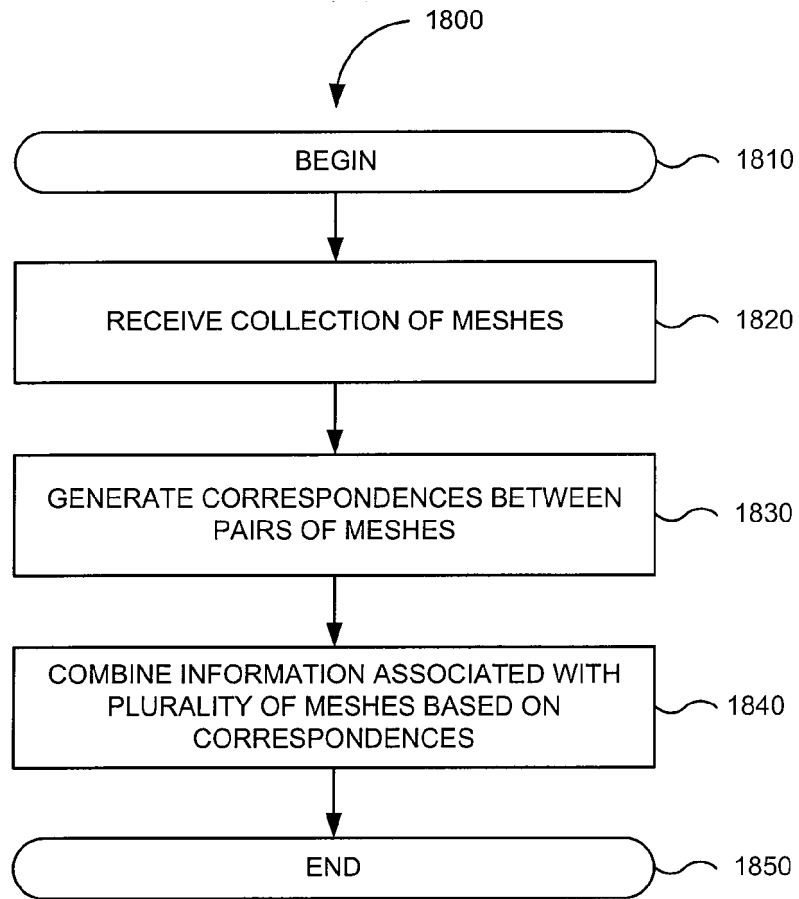 1800
BEGIN
1810
RECEIVE COLLECTION OF MESHES
1820
GENERATE CORRESPONDENCES BETWEEN
PAIRS OF MESHES
1830
COMBINE INFORMATION ASSOCIATED WITH
PLURALITY OF MESHES BASED ON
CORRESPONDENCES
1840
END
1850